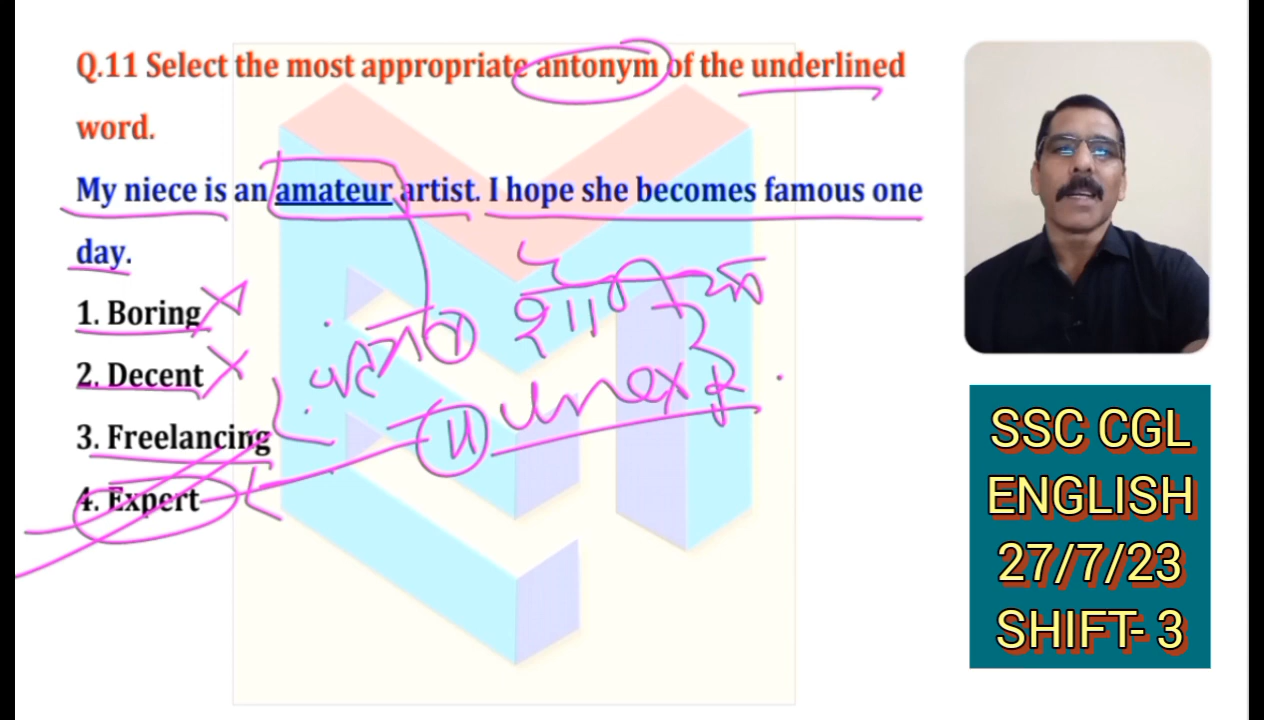 Q.11 Select the most appropriate antonym of the underlined
word.
My niece is an amateur artist. I hope she becomes famous one
day.
1. Boring
2. Decent
3. Freelancing
4. Expert
SSC CGL
ENGLISH
27/7/23
SHIFT- 3